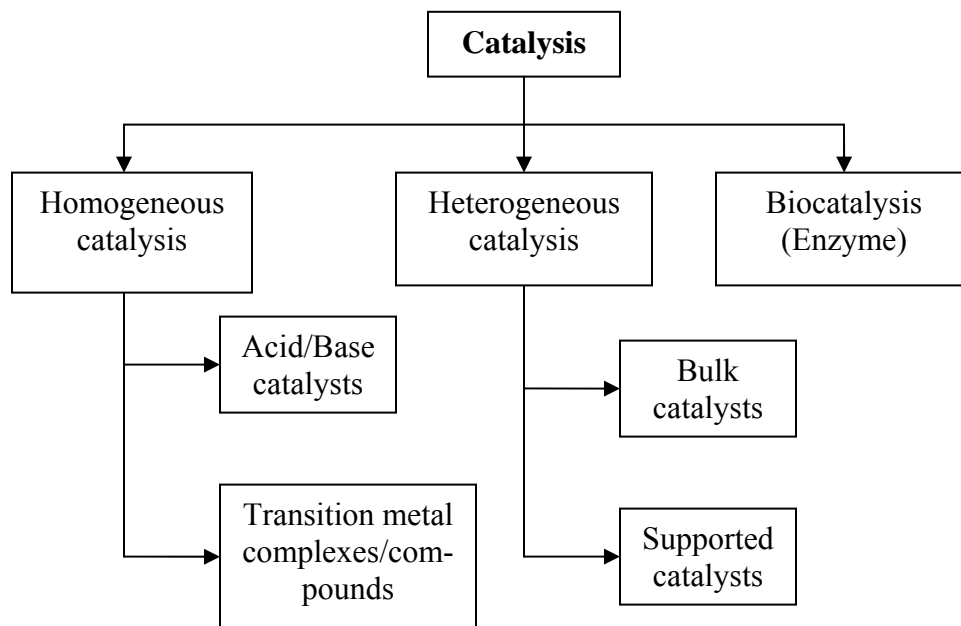 Catalysis
Homogeneous
catalysis
Heterogeneous
catalysis
Biocatalysis
(Enzyme)
Acid/Base
catalysts
Bulk
catalysts
Transition metal
complexes/com-
pounds
Supported
catalysts